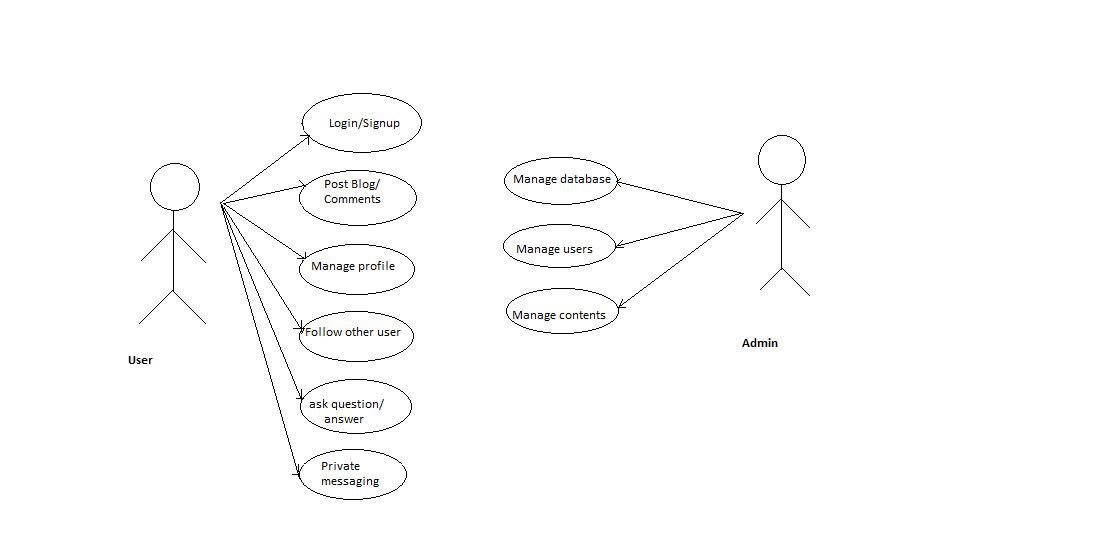 Login/Signup
Post Blog/
Comments
Manage profile
Follow other user
ask question/
answer
Private
messaging
User
Manage database
Manage users
Manage contents
Admin